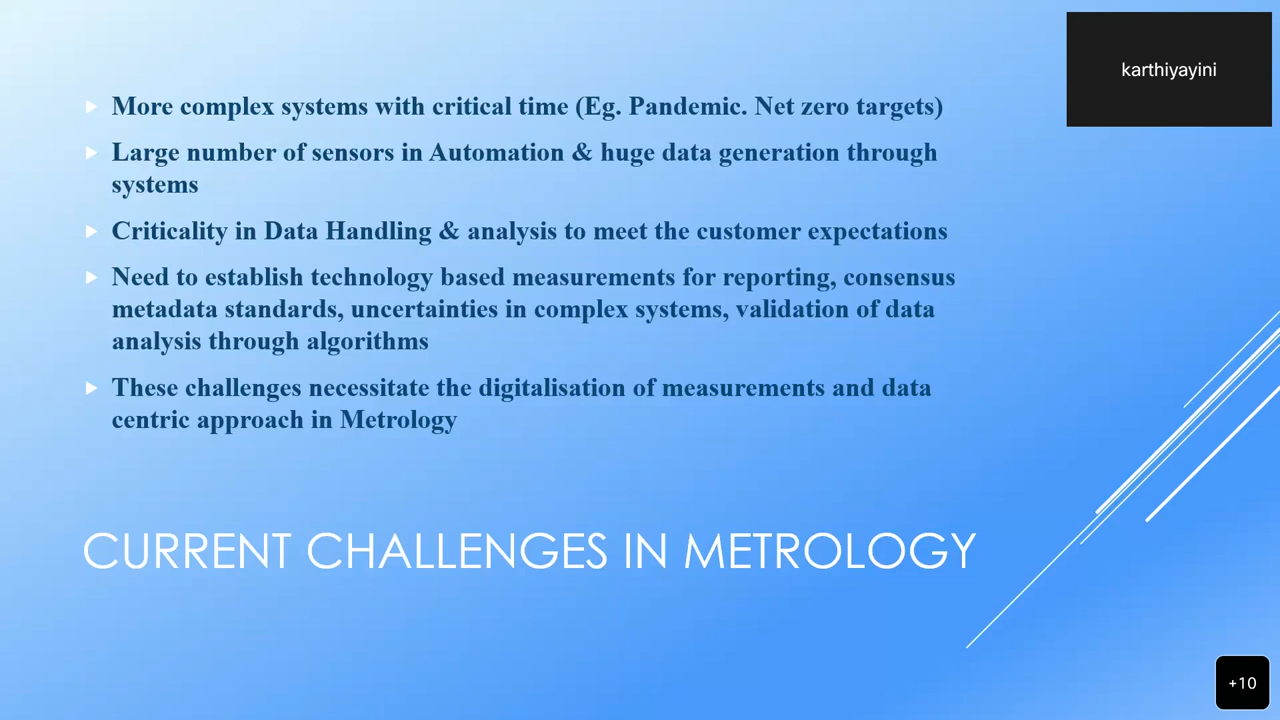 karthiyayini
More complex systems with critical time (Eg. Pandemic. Net zero targets)
Large number of sensors in Automation & huge data generation through
systems
Criticality in Data Handling & analysis to meet the customer expectations
Need to establish technology based measurements for reporting, consensus
metadata standards, uncertainties in complex systems, validation of data
analysis through algorithms
These challenges necessitate the digitalisation of measurements and data
centric approach in Metrology
CURRENT CHALLENGES IN METROLOGY
+10